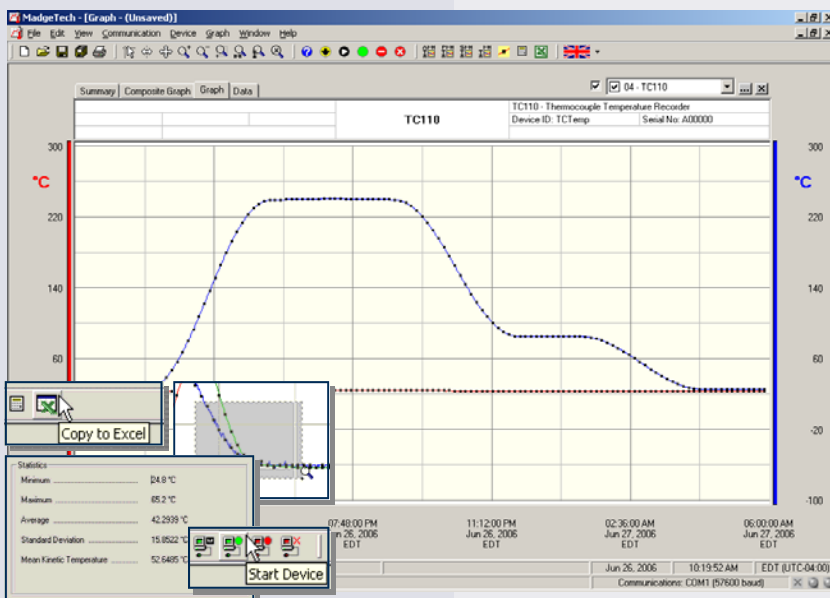 MadgeTech - [Graph - (Unsaved)]
File Edit View Communication Device Graph Window Help
Summary Composite Graph Graph Data
04 - TC110
TC110
TC110 - Thermocouple Temperature Recorder
Device ID: TCTemp Serial No: A00000
300 300
°C °C
220 220
140 140
60 60
-20
-100
Copy to Excel
Statistics
Minimum 24.8 °C
Maximum 65.2 °C
Average 42.2939 °C
Standard Deviation 15.8522 °C
Mean Kinetic Temperature 52.6485 °C
Start Device
07:48:00 PM 11:12:00 PM 02:36:00 AM 06:00:00 AM
26, 2006 Jun 26, 2006 Jun 27, 2006 Jun 27, 2006
EDT EDT EDT EDT
Jun 26, 2006 10:19:52 AM EDT (UTC-04:00)
Communications: COM1 (57600 baud)